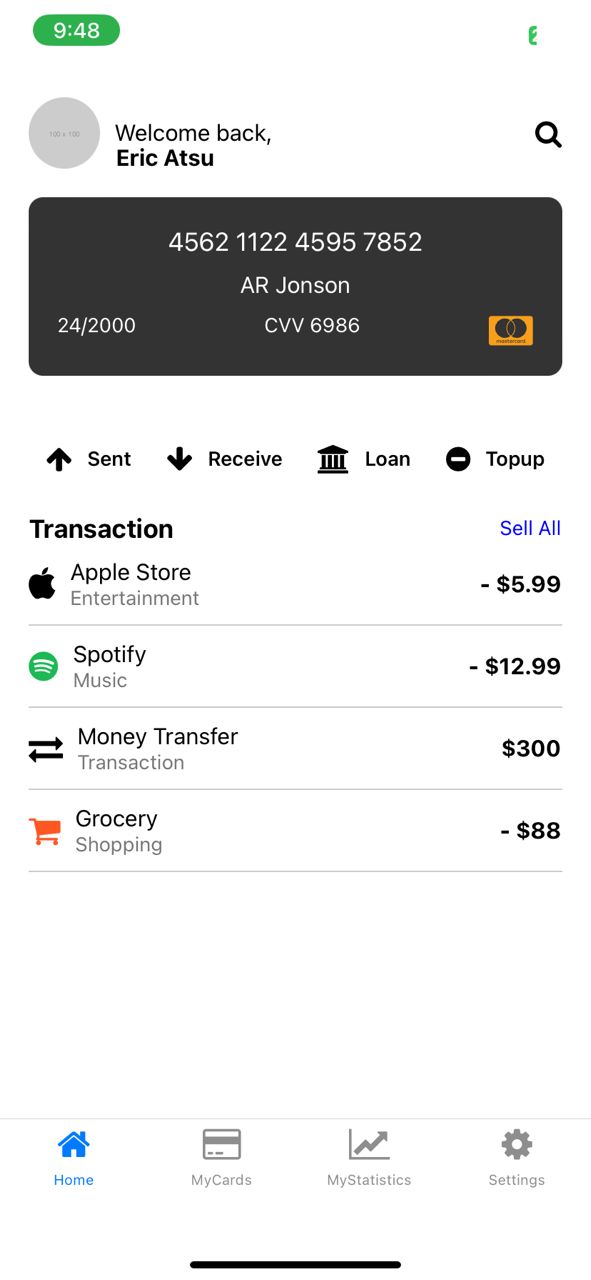 9:48
100 x 100
Welcome back,
Eric Atsu
4562 1122 4595 7852
AR Jonson
24/2000 CVV 6986
mastercard
Sent Receive Loan Topup
Transaction Sell All
Apple Store
Entertainment
- $5.99
Spotify
Music
- $12.99
Money Transfer
Transaction
$300
Grocery
Shopping
- $88
Home MyCards MyStatistics Settings